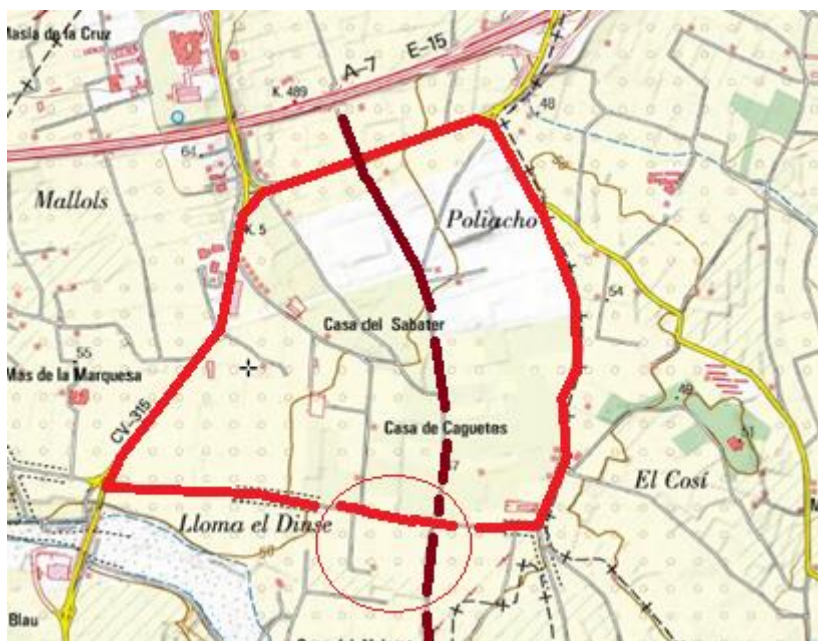 Masia de la Cruz
E-15
A-7
K. 489
48
64
Mallols
Poliacho
K. 5
54
Casa del Sabater
55
Mas de la Marquesa
49
CV-315
Casa de Caguetes
51
El Cosí
Lloma el Dinse
50
Blau